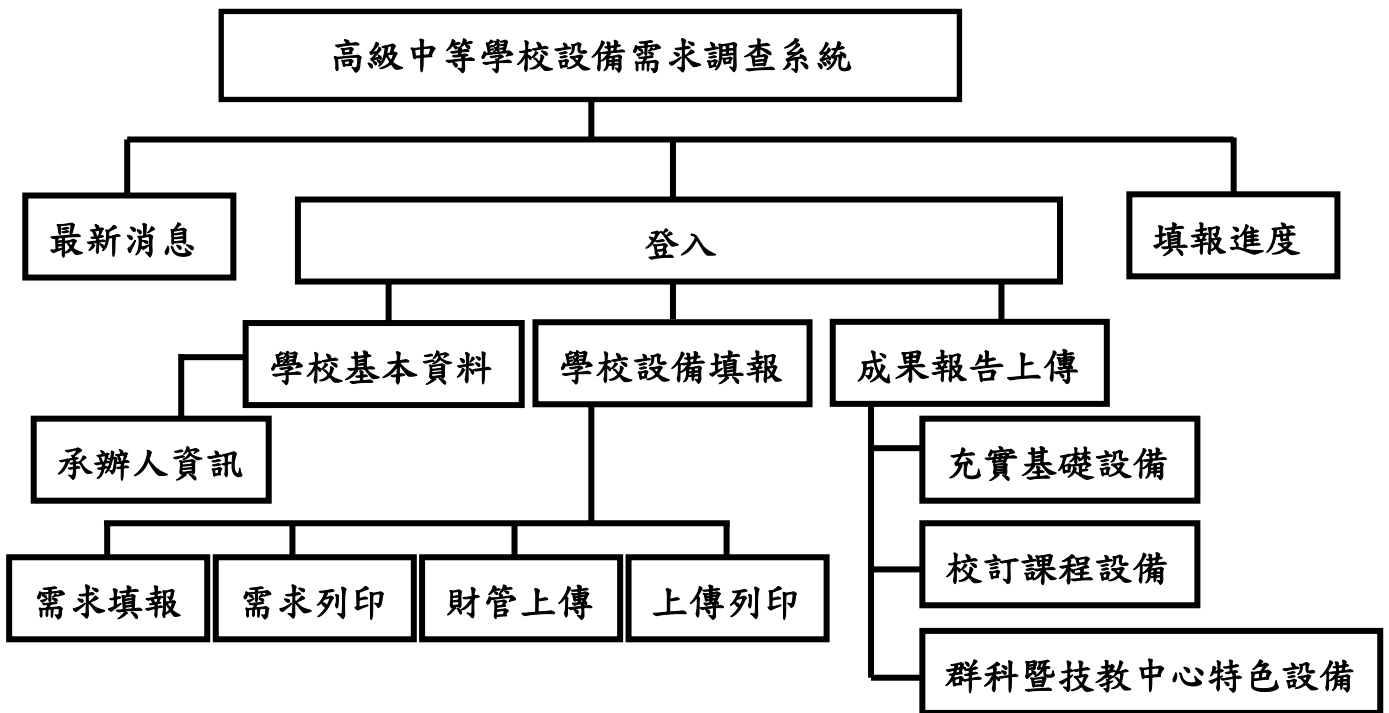 高級中等學校設備需求調查系統
最新消息
登入
填報進度
學校基本資料
學校設備填報
成果報告上傳
承辦人資訊
充實基礎設備
校訂課程設備
需求填報
需求列印
財管上傳
上傳列印
群科暨技教中心特色設備